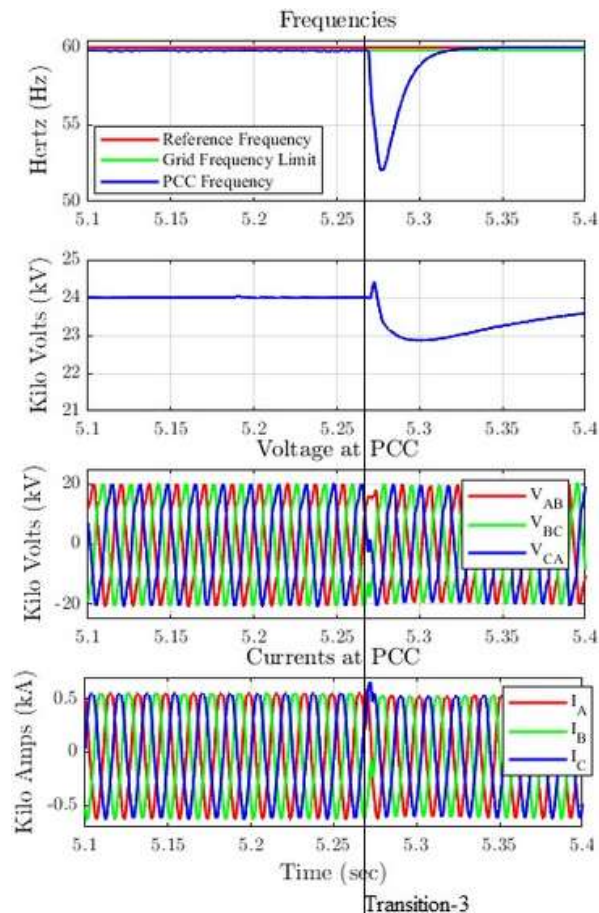 Frequencies
Hertz (Hz)
60
55
50
Reference Frequency
Grid Frequency Limit
PCC Frequency
5.1 5.15 5.2 5.25 5.3 5.35 5.4
Kilo Volts (kV)
25
24
23
22
21
5.1 5.15 5.2 5.25 5.3 5.35 5.4
Voltage at PCC
Kilo Volts (kV)
20
0
-20
V_AB
V_BC
V_CA
5.1 5.15 5.2 5.25 5.3 5.35 5.4
Currents at PCC
Kilo Amps (kA)
0.5
0
-0.5
I_A
I_B
I_C
5.1 5.15 5.2 5.25 5.3 5.35 5.4
Time (sec)
Transition-3